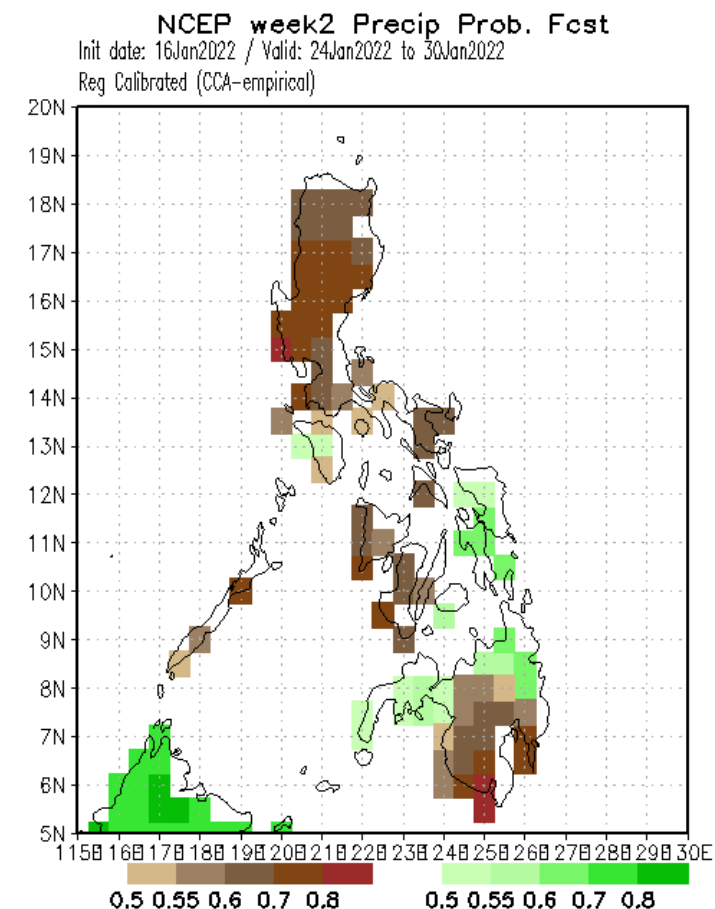 NCEP week2 Precip Prob. Fcst
Init date: 16Jan2022 / Valid: 24Jan2022 to 30Jan2022
Reg Calibrated (CCA-empirical)
20N
19N
18N
17N
16N
15N
14N
13N
12N
11N
10N
9N
8N
7N
6N
5N
130E
0.5 0.55 0.6 0.7 0.8 0.5 0.55 0.6 0.7 0.8